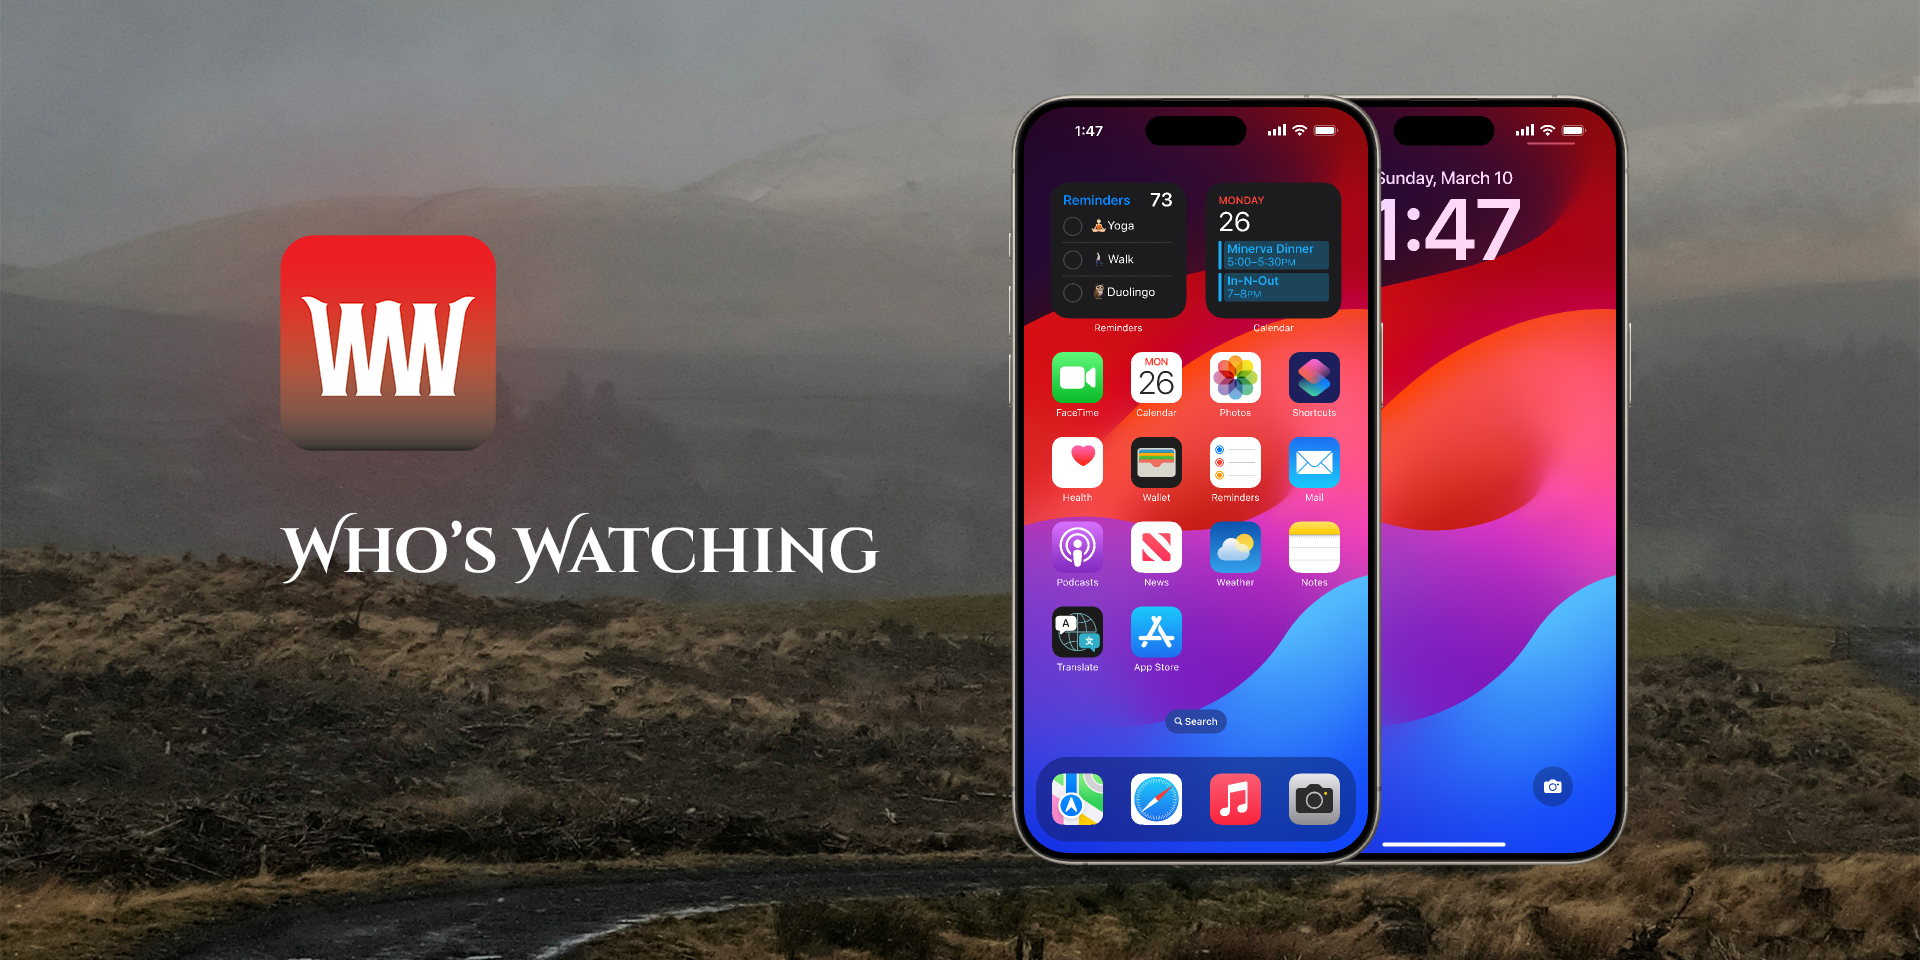 WW
WHO'S WATCHING
1:47
Reminders 73
Yoga
Walk
Duolingo
Reminders
MONDAY
26
Minerva Dinner
5:00–5:30PM
In-N-Out
7–8PM
Calendar
MON
26
FaceTime
Calendar
Photos
Shortcuts
Health
Wallet
Reminders
Mail
Podcasts
News
Weather
Notes
A
文
Translate
App Store
Search
Sunday, March 10
1:47